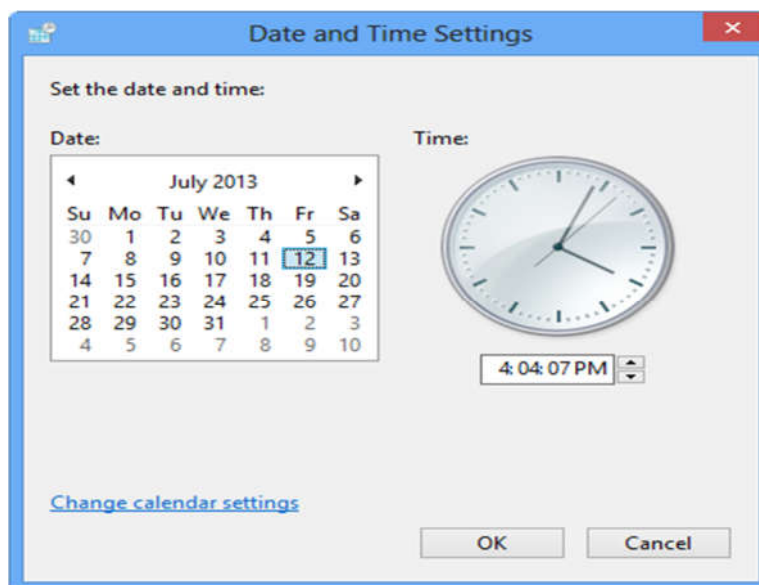 Date and Time Settings
Set the date and time:
Date:
Time:
July 2013
Su Mo Tu We Th Fr Sa
30 1 2 3 4 5 6
7 8 9 10 11 12 13
14 15 16 17 18 19 20
21 22 23 24 25 26 27
28 29 30 31 1 2 3
4 5 6 7 8 9 10
4:04:07 PM
Change calendar settings
OK
Cancel